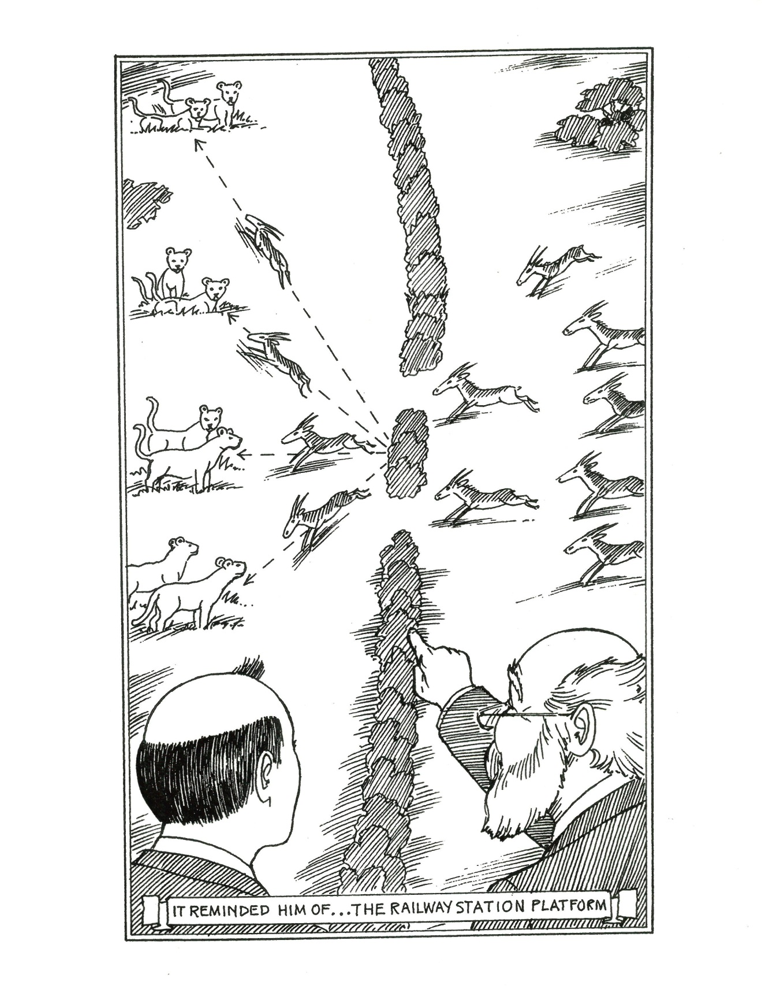 IT REMINDED HIM OF...THE RAILWAY STATION PLATFORM